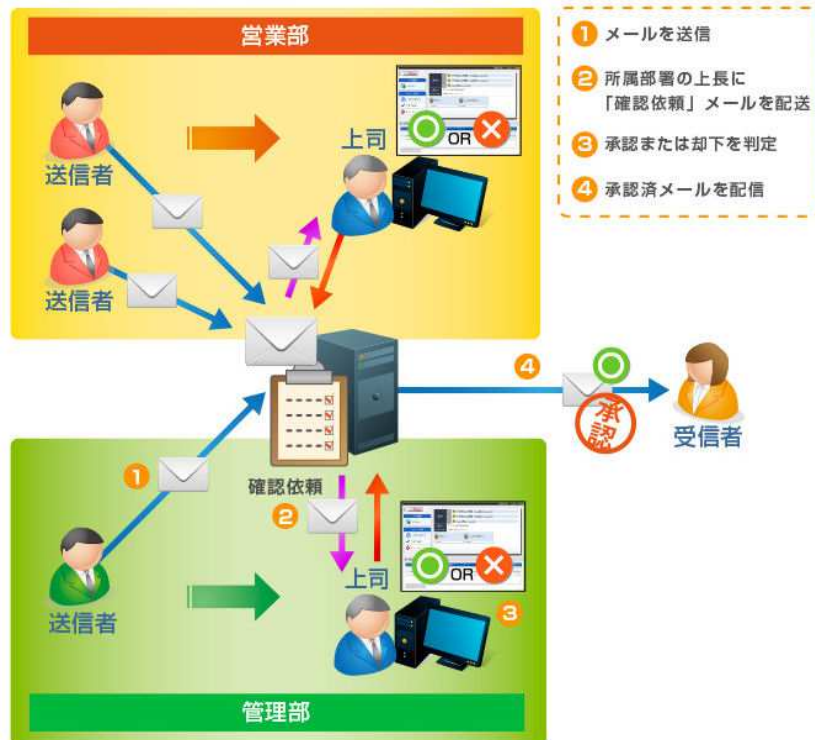 営業部
送信者
上司
OR
送信者
1 メールを送信
2 所属部署の上長に
「確認依頼」メールを配送
3 承認または却下を判定
4 承認済メールを配信
4
承認
受信者
1
確認依頼
2
送信者
上司
OR
3
管理部